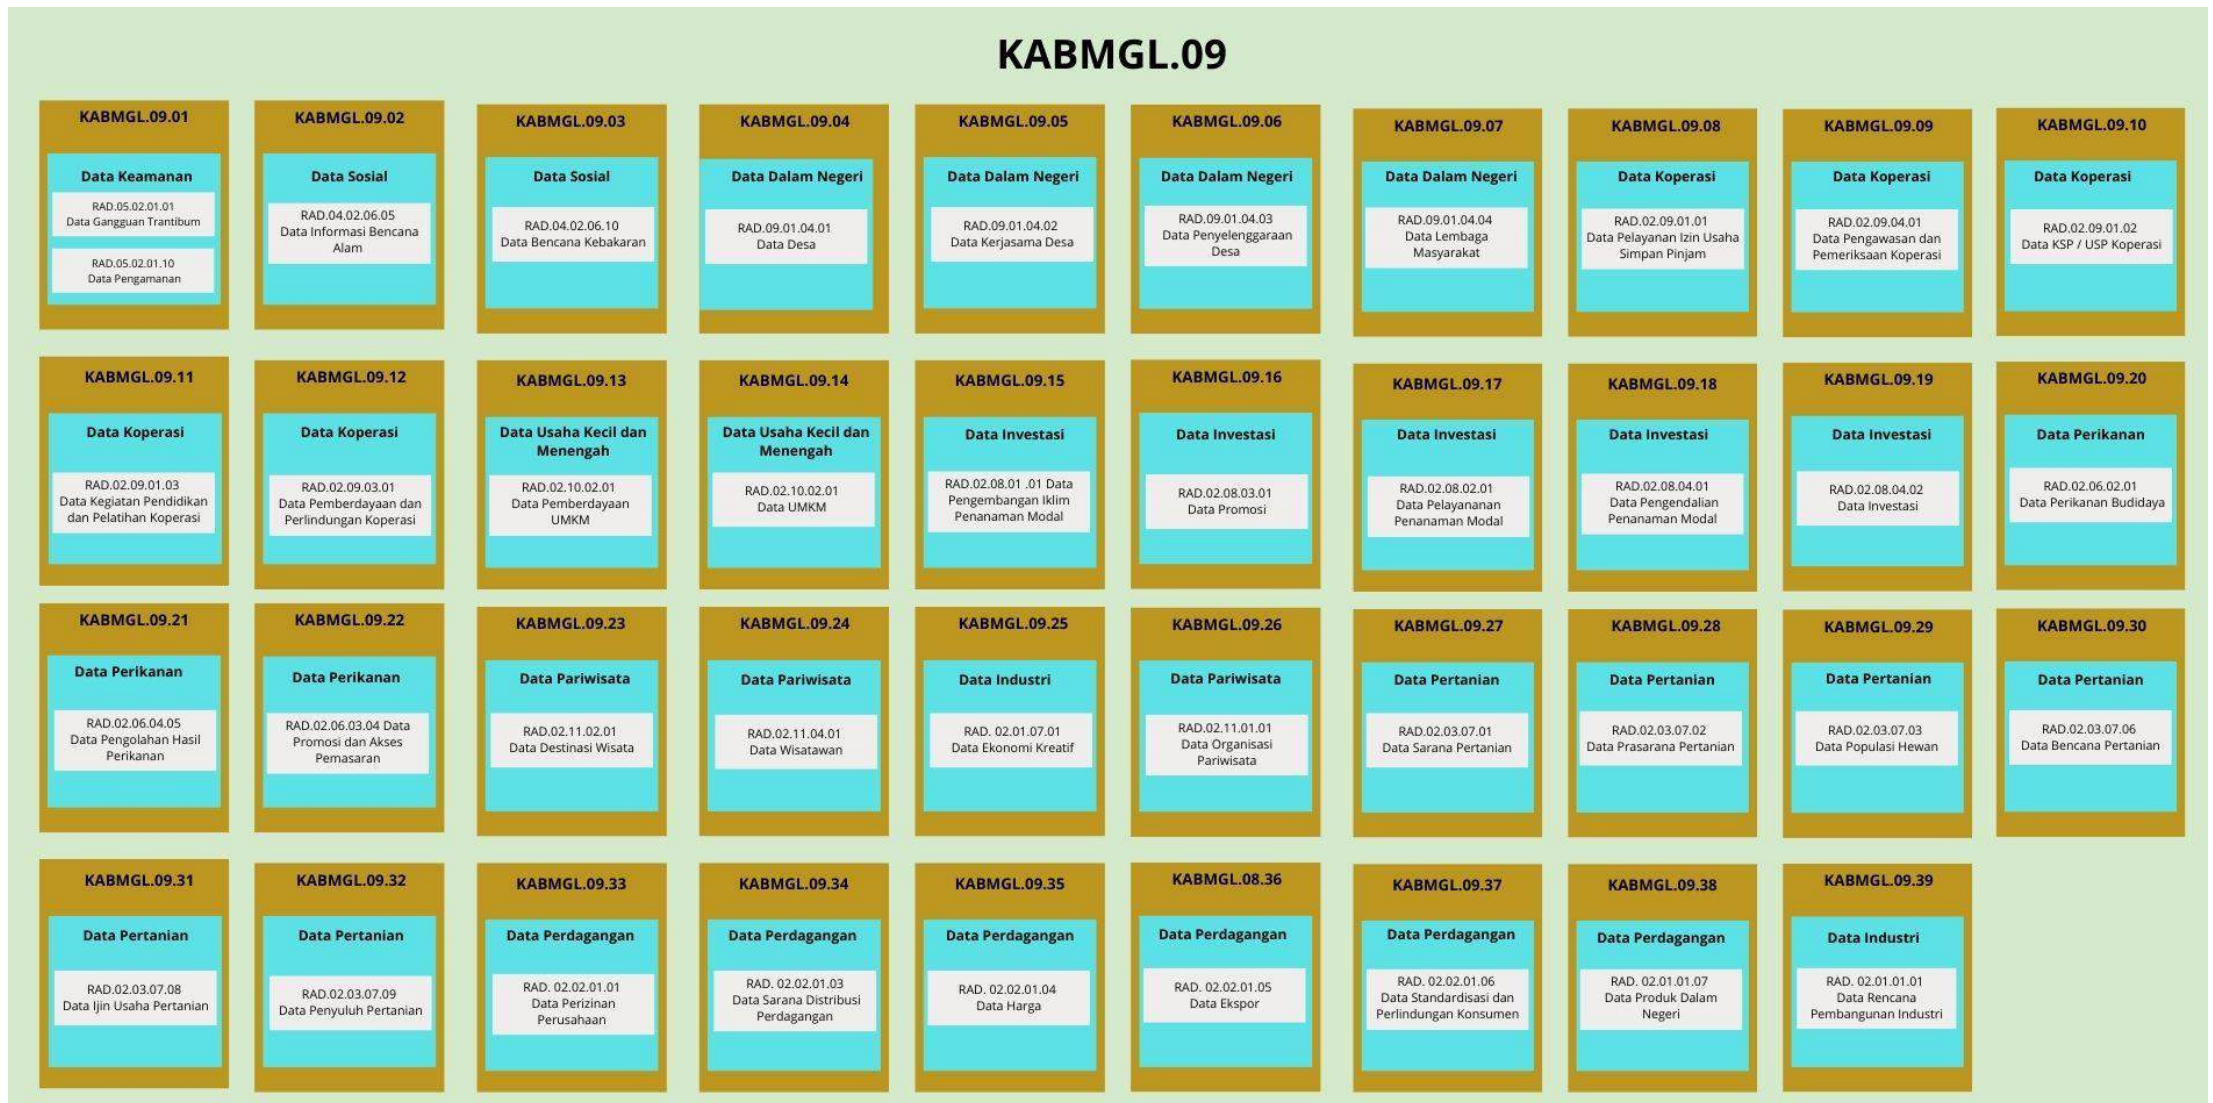 KABMGL.09
KABMGL.09.01
Data Keamanan
RAD.05.02.01.01
Data Gangguan Trantibum
RAD.05.02.01.10
Data Pengamanan
KABMGL.09.02
Data Sosial
RAD.04.02.06.05
Data Informasi Bencana
Alam
KABMGL.09.03
Data Sosial
RAD.04.02.06.10
Data Bencana Kebakaran
KABMGL.09.04
Data Dalam Negeri
RAD.09.01.04.01
Data Desa
KABMGL.09.05
Data Dalam Negeri
RAD.09.01.04.02
Data Kerjasama Desa
KABMGL.09.06
Data Dalam Negeri
RAD.09.01.04.03
Data Penyelenggaraan
Desa
KABMGL.09.07
Data Dalam Negeri
RAD.09.01.04.04
Data Lembaga
Masyarakat
KABMGL.09.08
Data Koperasi
RAD.02.09.01.01
Data Pelayanan Izin Usaha
Simpan Pinjam
KABMGL.09.09
Data Koperasi
RAD.02.09.04.01
Data Pengawasan dan
Pemeriksaan Koperasi
KABMGL.09.10
Data Koperasi
RAD.02.09.01.02
Data KSP / USP Koperasi
KABMGL.09.11
Data Koperasi
RAD.02.09.01.03
Data Kegiatan Pendidikan
dan Pelatihan Koperasi
KABMGL.09.12
Data Koperasi
RAD.02.09.03.01
Data Pemberdayaan dan
Perlindungan Koperasi
KABMGL.09.13
Data Usaha Kecil dan
Menengah
RAD.02.10.02.01
Data Pemberdayaan
UMKM
KABMGL.09.14
Data Usaha Kecil dan
Menengah
RAD.02.10.02.01
Data UMKM
KABMGL.09.15
Data Investasi
RAD.02.08.01 .01 Data
Pengembangan Iklim
Penanaman Modal
KABMGL.09.16
Data Investasi
RAD.02.08.03.01
Data Promosi
KABMGL.09.17
Data Investasi
RAD.02.08.02.01
Data Pelayananan
Penanaman Modal
KABMGL.09.18
Data Investasi
RAD.02.08.04.01
Data Pengendalian
Penanaman Modal
KABMGL.09.19
Data Investasi
RAD.02.08.04.02
Data Investasi
KABMGL.09.20
Data Perikanan
RAD.02.06.02.01
Data Perikanan Budidaya
KABMGL.09.21
Data Perikanan
RAD.02.06.04.05
Data Pengolahan Hasil
Perikanan
KABMGL.09.22
Data Perikanan
RAD.02.06.03.04 Data
Promosi dan Akses
Pemasaran
KABMGL.09.23
Data Pariwisata
RAD.02.11.02.01
Data Destinasi Wisata
KABMGL.09.24
Data Pariwisata
RAD.02.11.04.01
Data Wisatawan
KABMGL.09.25
Data Industri
RAD. 02.01.07.01
Data Ekonomi Kreatif
KABMGL.09.26
Data Pariwisata
RAD.02.11.01.01
Data Organisasi
Pariwisata
KABMGL.09.27
Data Pertanian
RAD.02.03.07.01
Data Sarana Pertanian
KABMGL.09.28
Data Pertanian
RAD.02.03.07.02
Data Prasarana Pertanian
KABMGL.09.29
Data Pertanian
RAD.02.03.07.03
Data Populasi Hewan
KABMGL.09.30
Data Pertanian
RAD.02.03.07.06
Data Bencana Pertanian
KABMGL.09.31
Data Pertanian
RAD.02.03.07.08
Data Ijin Usaha Pertanian
KABMGL.09.32
Data Pertanian
RAD.02.03.07.09
Data Penyuluh Pertanian
KABMGL.09.33
Data Perdagangan
RAD. 02.02.01.01
Data Perizinan
Perusahaan
KABMGL.09.34
Data Perdagangan
RAD. 02.02.01.03
Data Sarana Distribusi
Perdagangan
KABMGL.09.35
Data Perdagangan
RAD. 02.02.01.04
Data Harga
KABMGL.08.36
Data Perdagangan
RAD. 02.02.01.05
Data Ekspor
KABMGL.09.37
Data Perdagangan
RAD. 02.02.01.06
Data Standardisasi dan
Perlindungan Konsumen
KABMGL.09.38
Data Perdagangan
RAD. 02.01.01.07
Data Produk Dalam
Negeri
KABMGL.09.39
Data Industri
RAD. 02.01.01.01
Data Rencana
Pembangunan Industri